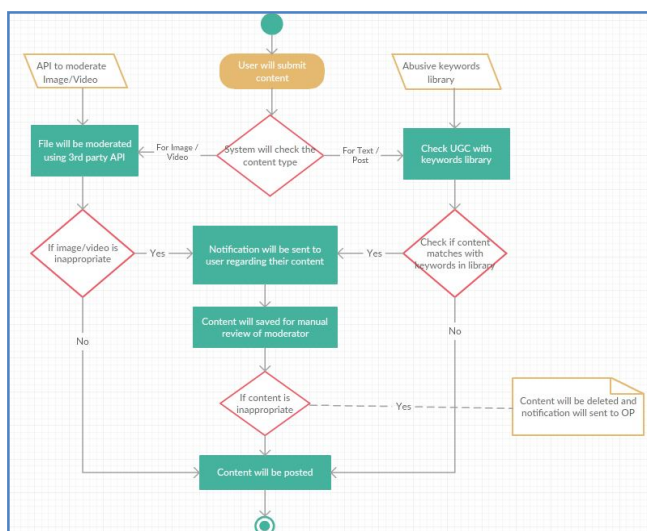 API to moderate
Image/Video
User will submit
content
Abusive keywords
library
File will be moderated
using 3rd party API
For Image /
Video
System will check the
content type
For Text /
Post
Check UGC with
keywords library
If image/video is
inappropriate
Yes
Notification will be sent to
user regarding their content
Yes
Check if content
matches with
keywords in library
Content will saved for manual
review of moderator
No
No
If content is
inappropriate
Yes
Content will be deleted and
notification will sent to OP
Content will be posted